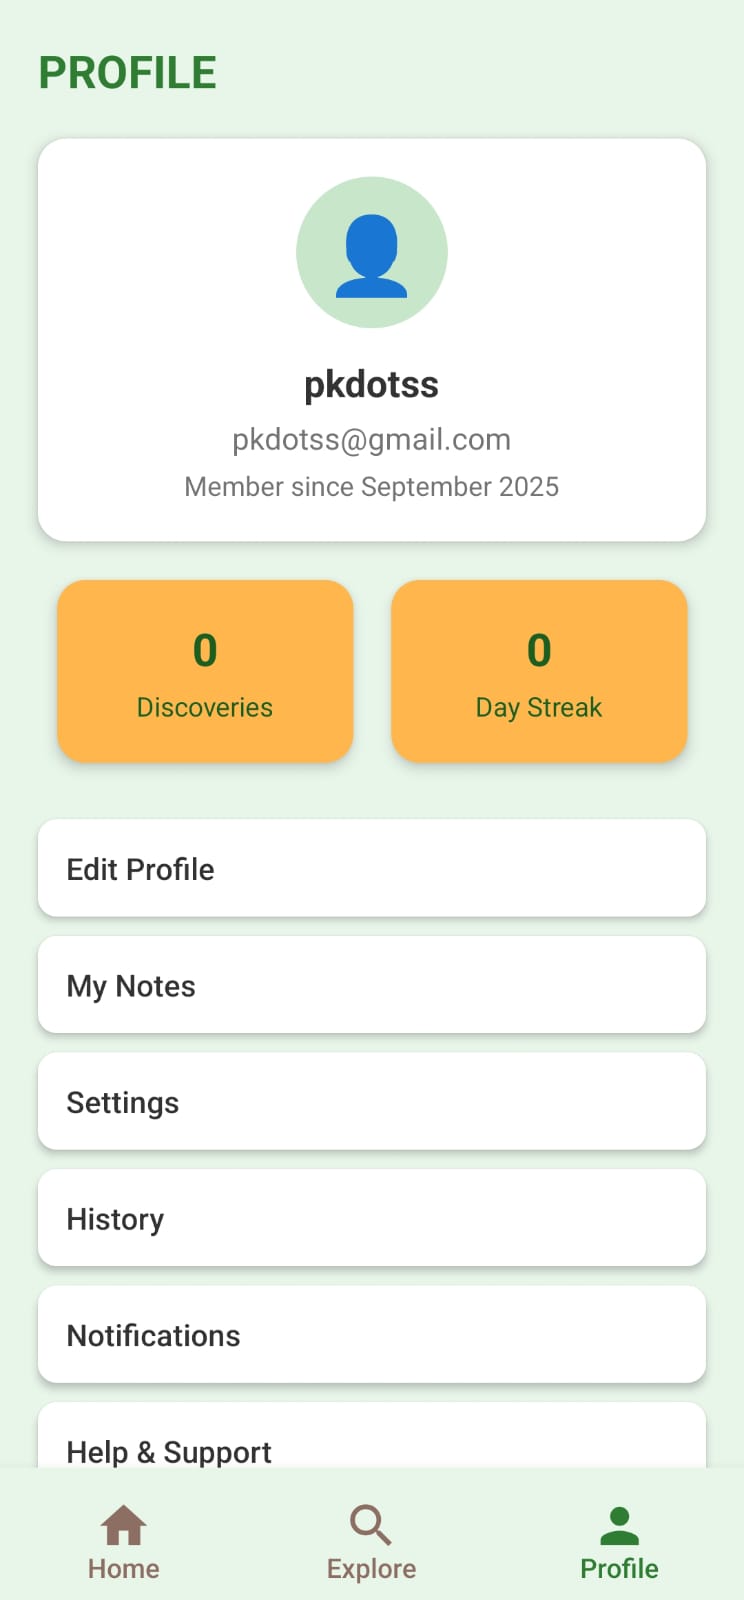 PROFILE
pkdotss
pkdotss@gmail.com
Member since September 2025
0
Discoveries
0
Day Streak
Edit Profile
My Notes
Settings
History
Notifications
Help & Support
Home
Explore
Profile